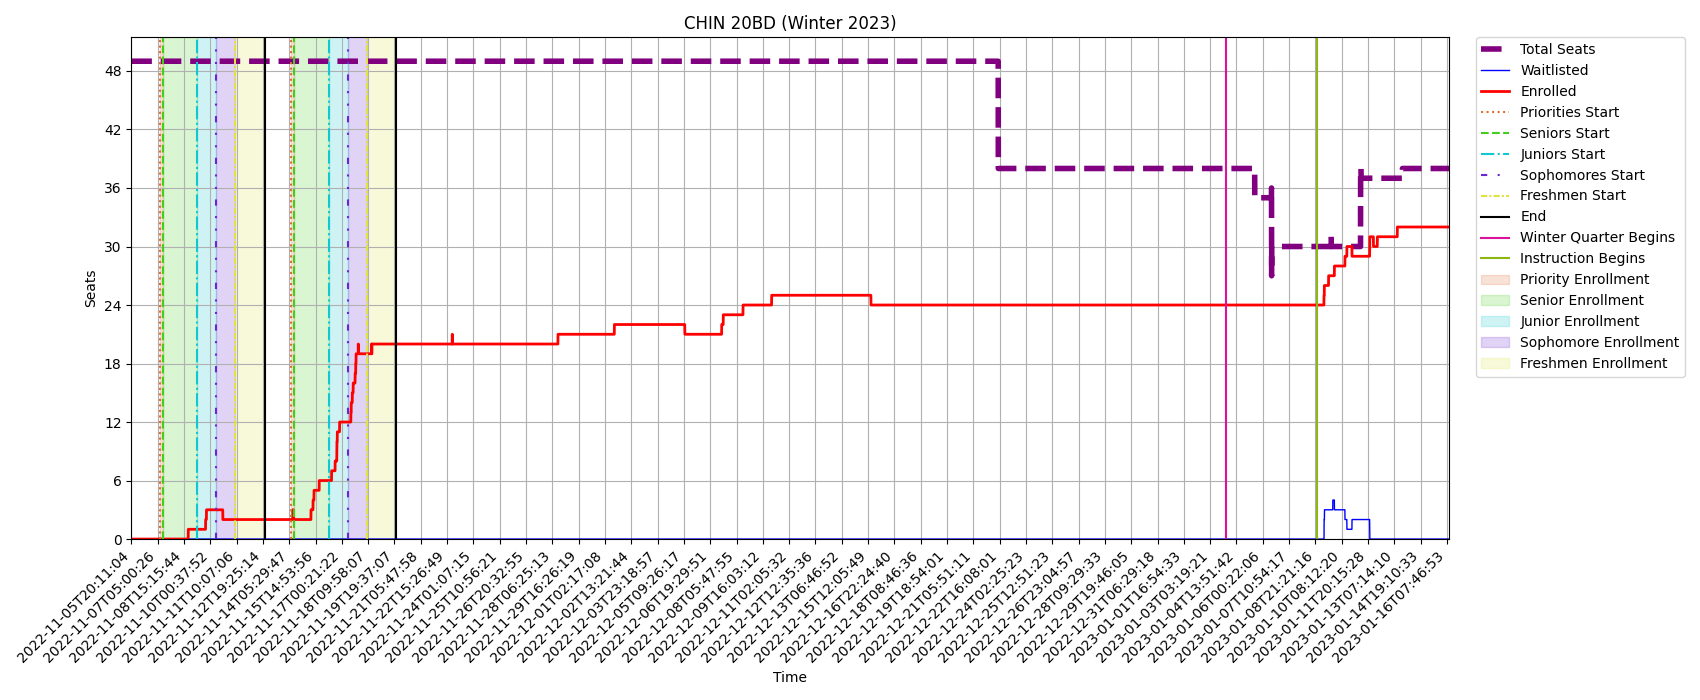 CHIN 20BD (Winter 2023)
48
42
36
30
24
18
12
6
0
Seats
2022-11-05T20:11:04
2022-11-07T05:00:26
2022-11-08T15:15:44
2022-11-10T00:37:52
2022-11-11T10:07:06
2022-11-12T19:25:14
2022-11-14T05:29:47
2022-11-15T14:53:56
2022-11-17T00:21:22
2022-11-18T09:58:07
2022-11-19T19:37:07
2022-11-21T05:47:58
2022-11-22T15:26:49
2022-11-24T01:07:15
2022-11-25T10:56:21
2022-11-26T20:32:55
2022-11-28T06:25:13
2022-11-29T16:26:19
2022-12-01T02:17:08
2022-12-02T13:21:44
2022-12-03T23:18:57
2022-12-05T09:26:17
2022-12-06T19:29:51
2022-12-08T05:47:55
2022-12-09T16:03:12
2022-12-11T02:05:32
2022-12-12T12:35:36
2022-12-13T06:46:52
2022-12-15T12:05:49
2022-12-16T22:24:40
2022-12-18T08:46:36
2022-12-19T18:54:01
2022-12-21T05:51:11
2022-12-22T16:08:01
2022-12-24T02:25:23
2022-12-25T12:51:23
2022-12-26T23:04:57
2022-12-28T09:29:33
2022-12-29T19:46:05
2022-12-31T06:29:18
2023-01-01T16:54:33
2023-01-03T03:19:21
2023-01-04T13:51:42
2023-01-06T00:22:06
2023-01-07T10:54:17
2023-01-08T21:21:16
2023-01-10T08:12:20
2023-01-11T20:15:28
2023-01-13T07:14:10
2023-01-14T19:10:33
2023-01-16T07:46:53
Time
Total Seats
Waitlisted
Enrolled
Priorities Start
Seniors Start
Juniors Start
Sophomores Start
Freshmen Start
End
Winter Quarter Begins
Instruction Begins
Priority Enrollment
Senior Enrollment
Junior Enrollment
Sophomore Enrollment
Freshmen Enrollment